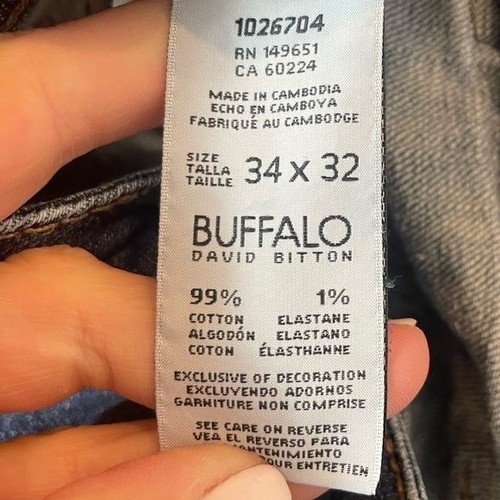 1026704
RN 149651
CA 60224
MADE IN CAMBODIA
ECHO EN CAMBOYA
FABRIQUÉ AU CAMBODGE
SIZE
TALLA
TAILLE
34 x 32
BUFFALO
DAVID BITTON
99% 1%
COTTON ELASTANE
ALGODÓN ELASTANO
COTON ÉLASTHANNE
EXCLUSIVE OF DECORATION
EXCLUYENDO ADORNOS
GARNITURE NON COMPRISE
SEE CARE ON REVERSE
VEA EL REVERSO PARA
ENTRETIEN